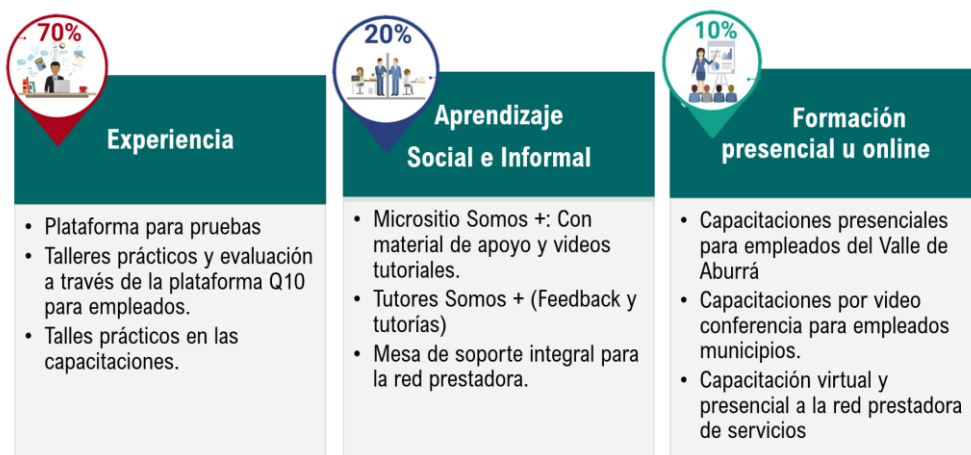 70%
Experiencia
• Plataforma para pruebas
• Talleres prácticos y evaluación
a través de la plataforma Q10
para empleados.
• Talles prácticos en las
capacitaciones.
20%
Aprendizaje
Social e Informal
• Micrositio Somos +: Con
material de apoyo y videos
tutoriales.
• Tutores Somos + (Feedback y
tutorías)
• Mesa de soporte integral para
la red prestadora.
10%
Formación
presencial u online
• Capacitaciones presenciales
para empleados del Valle de
Aburrá
• Capacitaciones por video
conferencia para empleados
municipios.
• Capacitación virtual y
presencial a la red prestadora
de servicios